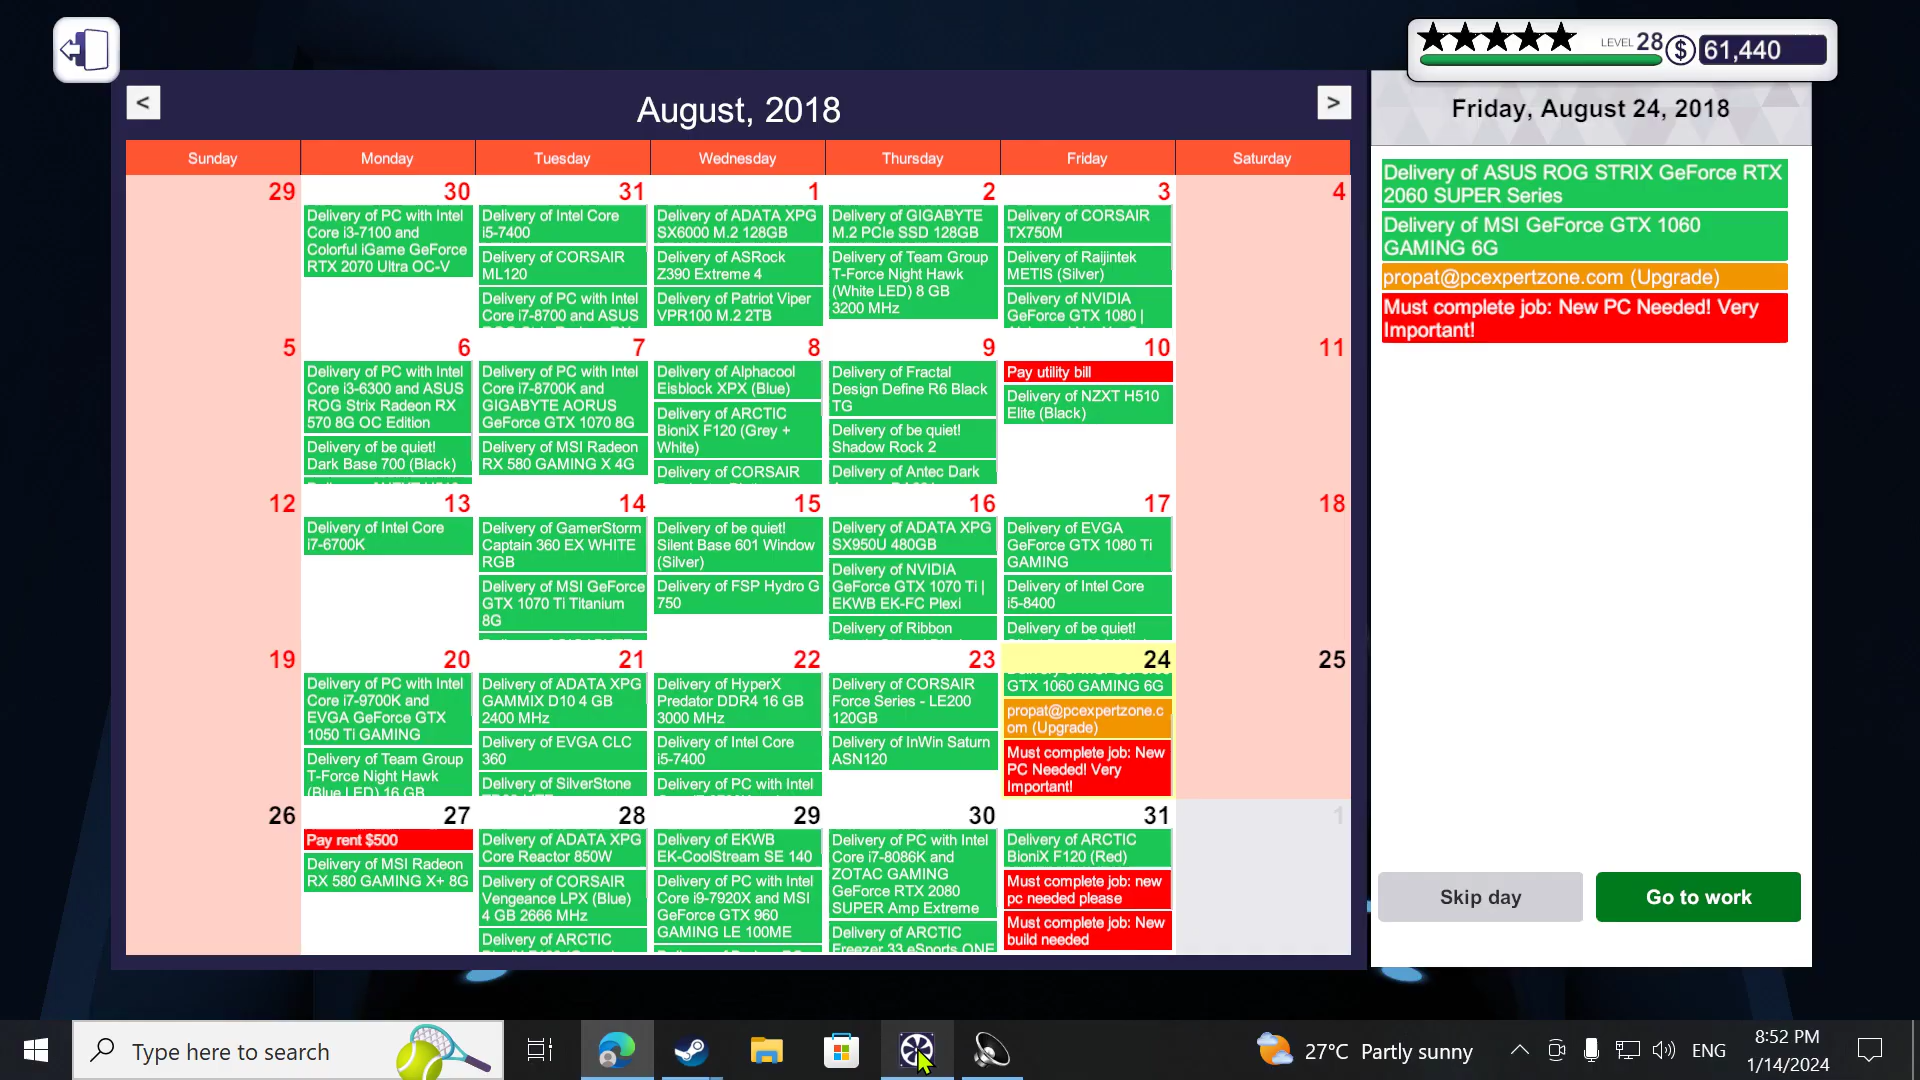 LEVEL 28 $ 61,440
< August, 2018 >
Sunday Monday Tuesday Wednesday Thursday Friday Saturday
29
30
Delivery of PC with Intel
Core i3-7100 and
Colorful iGame GeForce
RTX 2070 Ultra OC-V
31
Delivery of Intel Core
i5-7400
Delivery of CORSAIR
ML120
Delivery of PC with Intel
Core i7-8700 and ASUS
1
Delivery of ADATA XPG
SX6000 M.2 128GB
Delivery of ASRock
Z390 Extreme 4
Delivery of Patriot Viper
VPR100 M.2 2TB
2
Delivery of GIGABYTE
M.2 PCIe SSD 128GB
Delivery of Team Group
T-Force Night Hawk
(White LED) 8 GB
3200 MHz
3
Delivery of CORSAIR
TX750M
Delivery of Raijintek
METIS (Silver)
Delivery of NVIDIA
GeForce GTX 1080 |
4
5
6
Delivery of PC with Intel
Core i3-6300 and ASUS
ROG Strix Radeon RX
570 8G OC Edition
Delivery of be quiet!
Dark Base 700 (Black)
7
Delivery of PC with Intel
Core i7-8700K and
GIGABYTE AORUS
GeForce GTX 1070 8G
Delivery of MSI Radeon
RX 580 GAMING X 4G
8
Delivery of Alphacool
Eisblock XPX (Blue)
Delivery of ARCTIC
BioniX F120 (Grey +
White)
Delivery of CORSAIR
9
Delivery of Fractal
Design Define R6 Black
TG
Delivery of be quiet!
Shadow Rock 2
Delivery of Antec Dark
10
Pay utility bill
Delivery of NZXT H510
Elite (Black)
11
12
13
Delivery of Intel Core
i7-6700K
14
Delivery of GamerStorm
Captain 360 EX WHITE
RGB
Delivery of MSI GeForce
GTX 1070 Ti Titanium
8G
15
Delivery of be quiet!
Silent Base 601 Window
(Silver)
Delivery of FSP Hydro G
750
16
Delivery of ADATA XPG
SX950U 480GB
Delivery of NVIDIA
GeForce GTX 1070 Ti |
EKWB EK-FC Plexi
Delivery of Ribbon
17
Delivery of EVGA
GeForce GTX 1080 Ti
GAMING
Delivery of Intel Core
i5-8400
Delivery of be quiet!
18
19
20
Delivery of PC with Intel
Core i7-9700K and
EVGA GeForce GTX
1050 Ti GAMING
Delivery of Team Group
T-Force Night Hawk
(Blue LED) 16 GB
21
Delivery of ADATA XPG
GAMMIX D10 4 GB
2400 MHz
Delivery of EVGA CLC
360
Delivery of SilverStone
22
Delivery of HyperX
Predator DDR4 16 GB
3000 MHz
Delivery of Intel Core
i5-7400
Delivery of PC with Intel
23
Delivery of CORSAIR
Force Series - LE200
120GB
Delivery of InWin Saturn
ASN120
24
GTX 1060 GAMING 6G
propat@pcexpertzone.c
om (Upgrade)
Must complete job: New
PC Needed! Very
Important!
25
26
27
Pay rent $500
Delivery of MSI Radeon
RX 580 GAMING X+ 8G
28
Delivery of ADATA XPG
Core Reactor 850W
Delivery of CORSAIR
Vengeance LPX (Blue)
4 GB 2666 MHz
Delivery of ARCTIC
29
Delivery of EKWB
EK-CoolStream SE 140
Delivery of PC with Intel
Core i9-7920X and MSI
GeForce GTX 960
GAMING LE 100ME
30
Delivery of PC with Intel
Core i7-8086K and
ZOTAC GAMING
GeForce RTX 2080
SUPER Amp Extreme
Delivery of ARCTIC
Freezer 33 eSports ONE
31
Delivery of ARCTIC
BioniX F120 (Red)
Must complete job: new
pc needed please
Must complete job: New
build needed
1
Friday, August 24, 2018
Delivery of ASUS ROG STRIX GeForce RTX
2060 SUPER Series
Delivery of MSI GeForce GTX 1060
GAMING 6G
propat@pcexpertzone.com (Upgrade)
Must complete job: New PC Needed! Very
Important!
Skip day Go to work
Type here to search
27°C Partly sunny
ENG
8:52 PM
1/14/2024